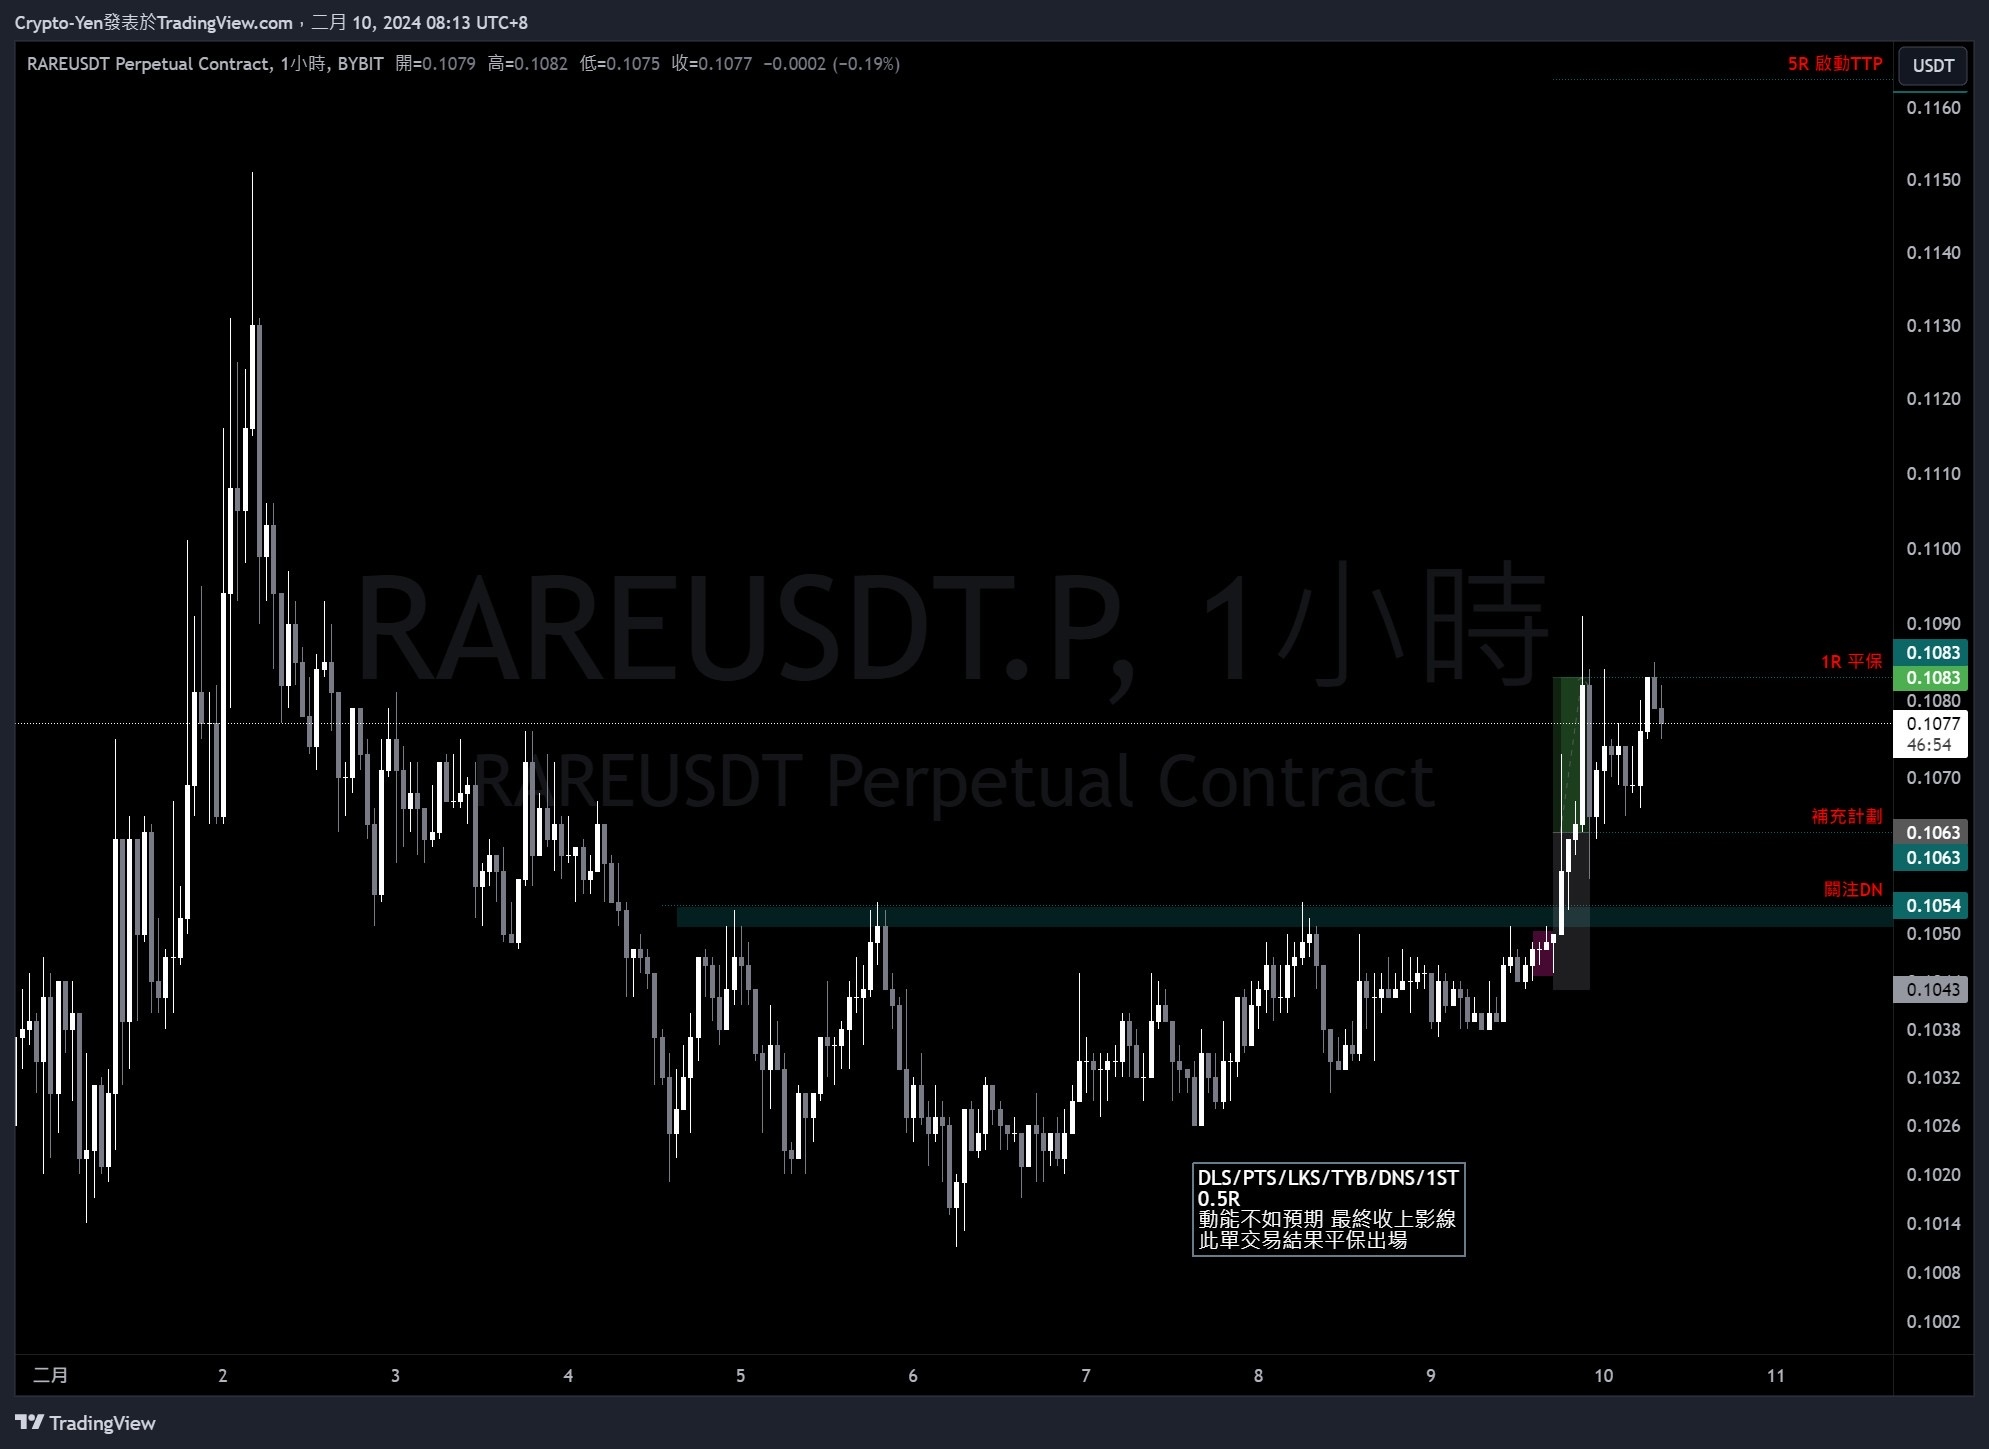 Crypto-Yen發表於TradingView.com，二月 10, 2024 08:13 UTC+8
RAREUSDT Perpetual Contract, 1小時, BYBIT 開=0.1079 高=0.1082 低=0.1075 收=0.1077 −0.0002 (−0.19%)
5R 啟動TTP
USDT
0.1160
0.1150
0.1140
0.1130
0.1120
0.1110
0.1100
0.1090
RAREUSDT.P, 1小時
RAREUSDT Perpetual Contract
1R 平保
0.1083
0.1083
0.1080
0.1077
46:54
0.1070
補充計劃
0.1063
0.1063
關注DN
0.1054
0.1050
0.1043
0.1038
0.1032
0.1026
0.1020
0.1014
0.1008
0.1002
DLS/PTS/LKS/TYB/DNS/1ST
0.5R
動能不如預期 最終收上影線
此單交易結果平保出場
二月 2 3 4 5 6 7 8 9 10 11
TradingView